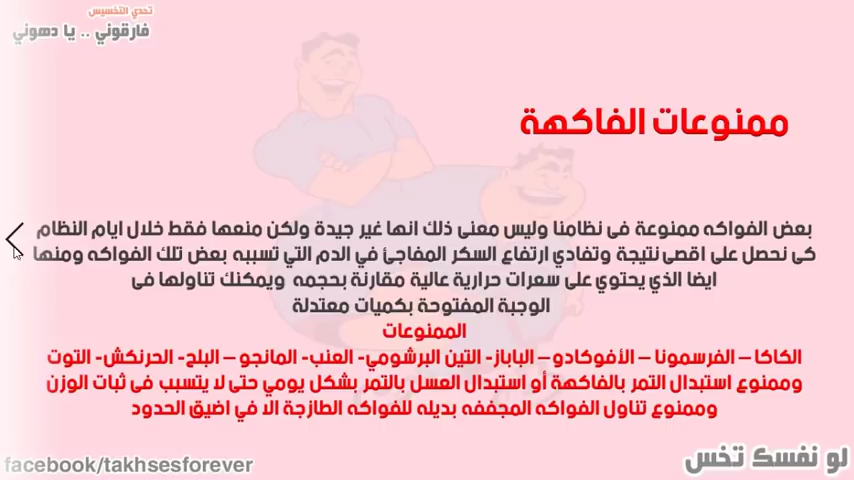 تحدي التخسيس
فارقوني .. يا دهوني
ممنوعات الفاكهة
بعض الفواكه ممنوعة فى نظامنا وليس معنى ذلك انها غير جيدة ولكن منعها فقط خلال ايام النظام
كى نحصل على اقصى نتيجة وتفادي ارتفاع السكر المفاجئ في الدم التي تسببه بعض تلك الفواكه ومنها
ايضا الذي يحتوي على سعرات حرارية عالية مقارنة بحجمه ويمكنك تناولها فى
الوجبة المفتوحة بكميات معتدلة
الممنوعات
الكاكا – الفرسمونا – الأفوكادو – الباباز- التين البرشومي- العنب- المانجو – البلح- الحرنكش- التوت
وممنوع استبدال التمر بالفاكهة أو استبدال العسل بالتمر بشكل يومي حتى لا يتسبب فى ثبات الوزن
وممنوع تناول الفواكه المجففه بديله للفواكه الطازجة الا في اضيق الحدود
facebook/takhsesforever
لو نفسك تخس